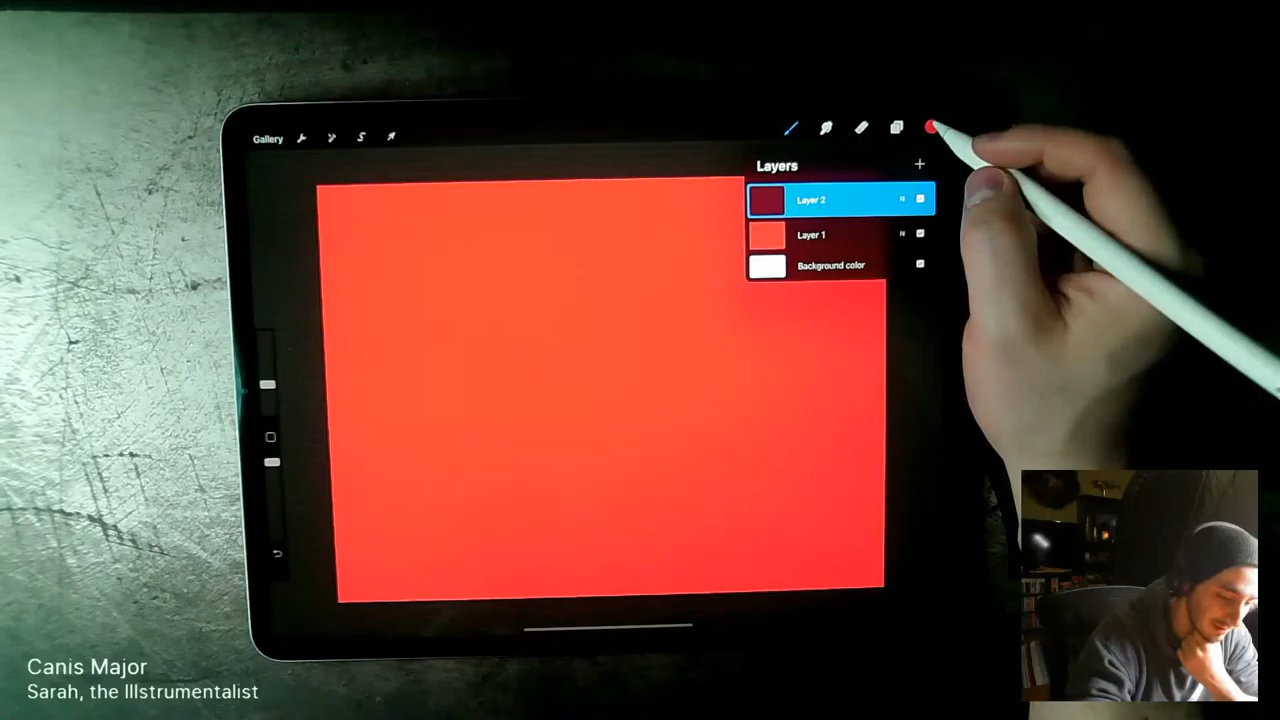 Gallery
Layers
Layer 2 N
Layer 1 N
Background color
Canis Major
Sarah, the Illstrumentalist